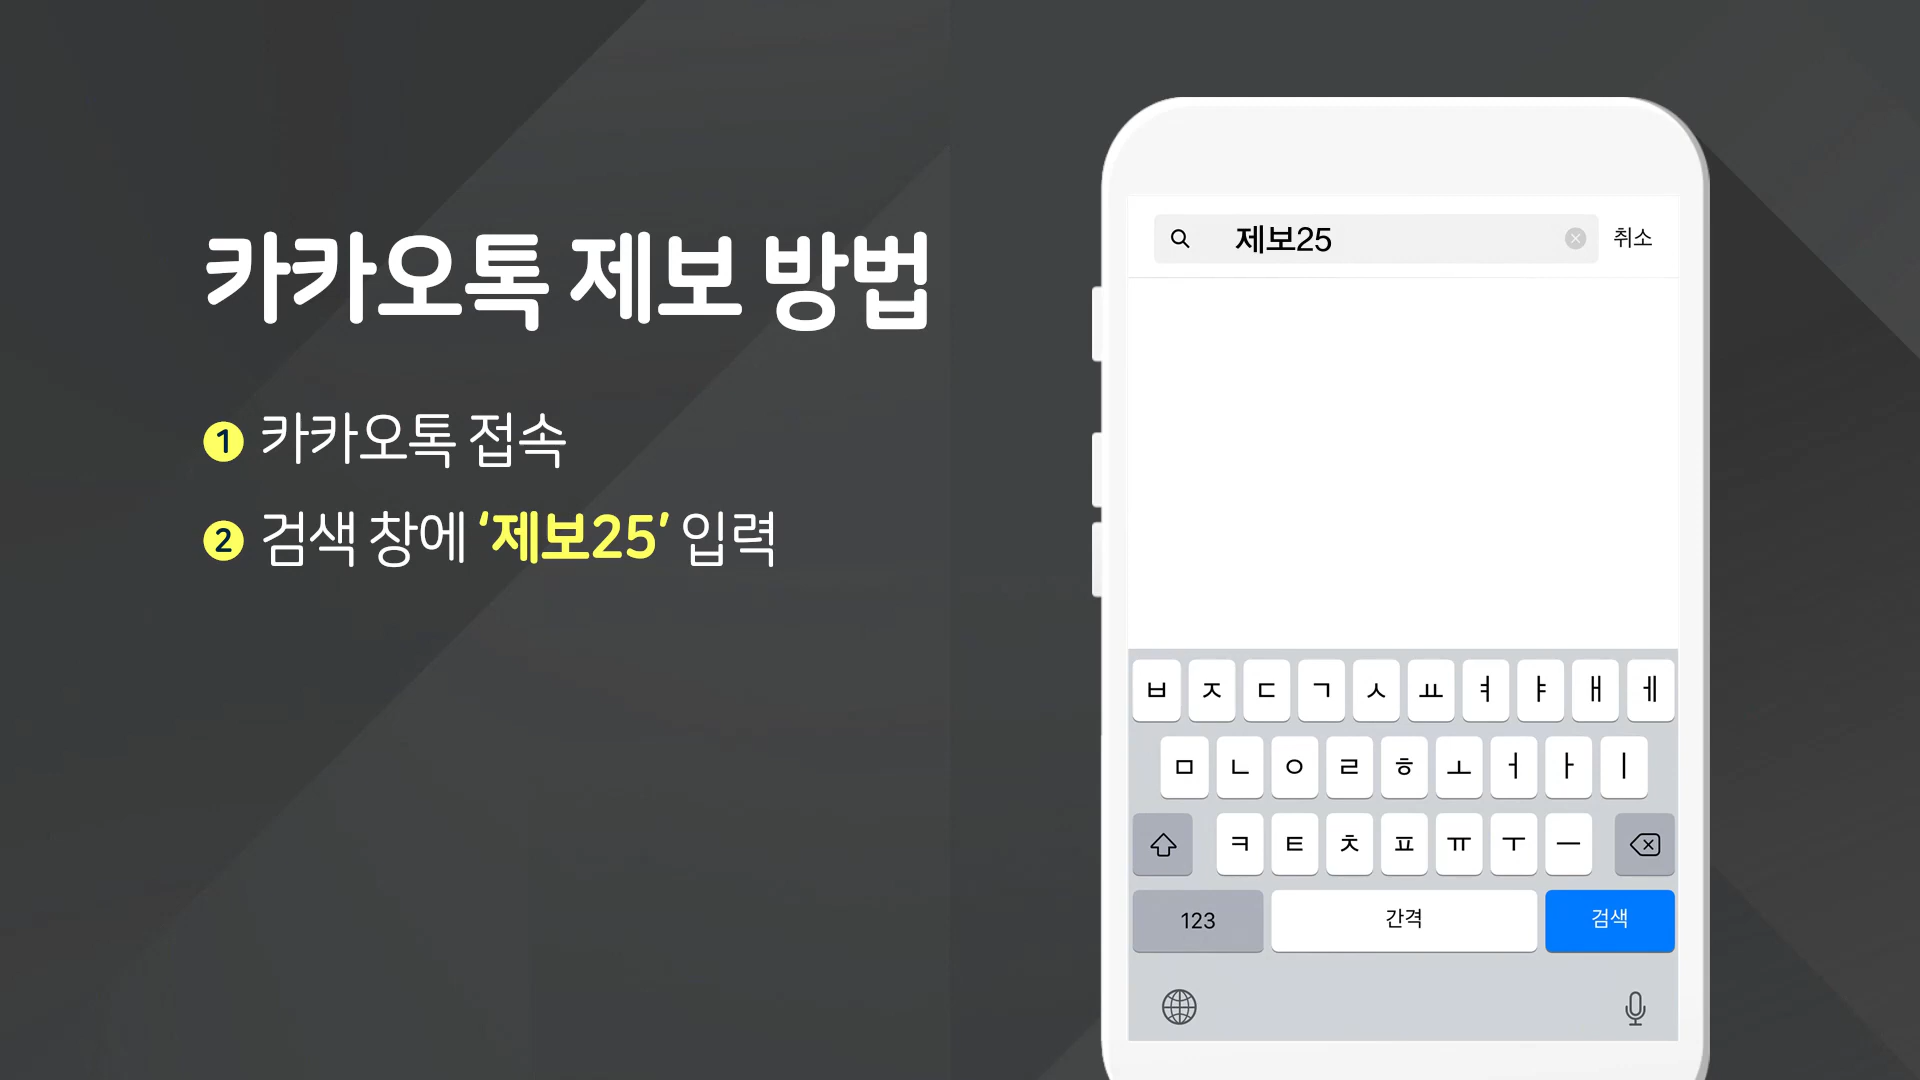 카카오톡 제보 방법
1 카카오톡 접속
2 검색 창에 ‘제보25’ 입력
제보25 취소
ㅂ ㅈ ㄷ ㄱ ㅅ ㅛ ㅕ ㅑ ㅐ ㅔ
ㅁ ㄴ ㅇ ㄹ ㅎ ㅗ ㅓ ㅏ ㅣ
ㅋ ㅌ ㅊ ㅍ ㅠ ㅜ ㅡ
123 간격 검색